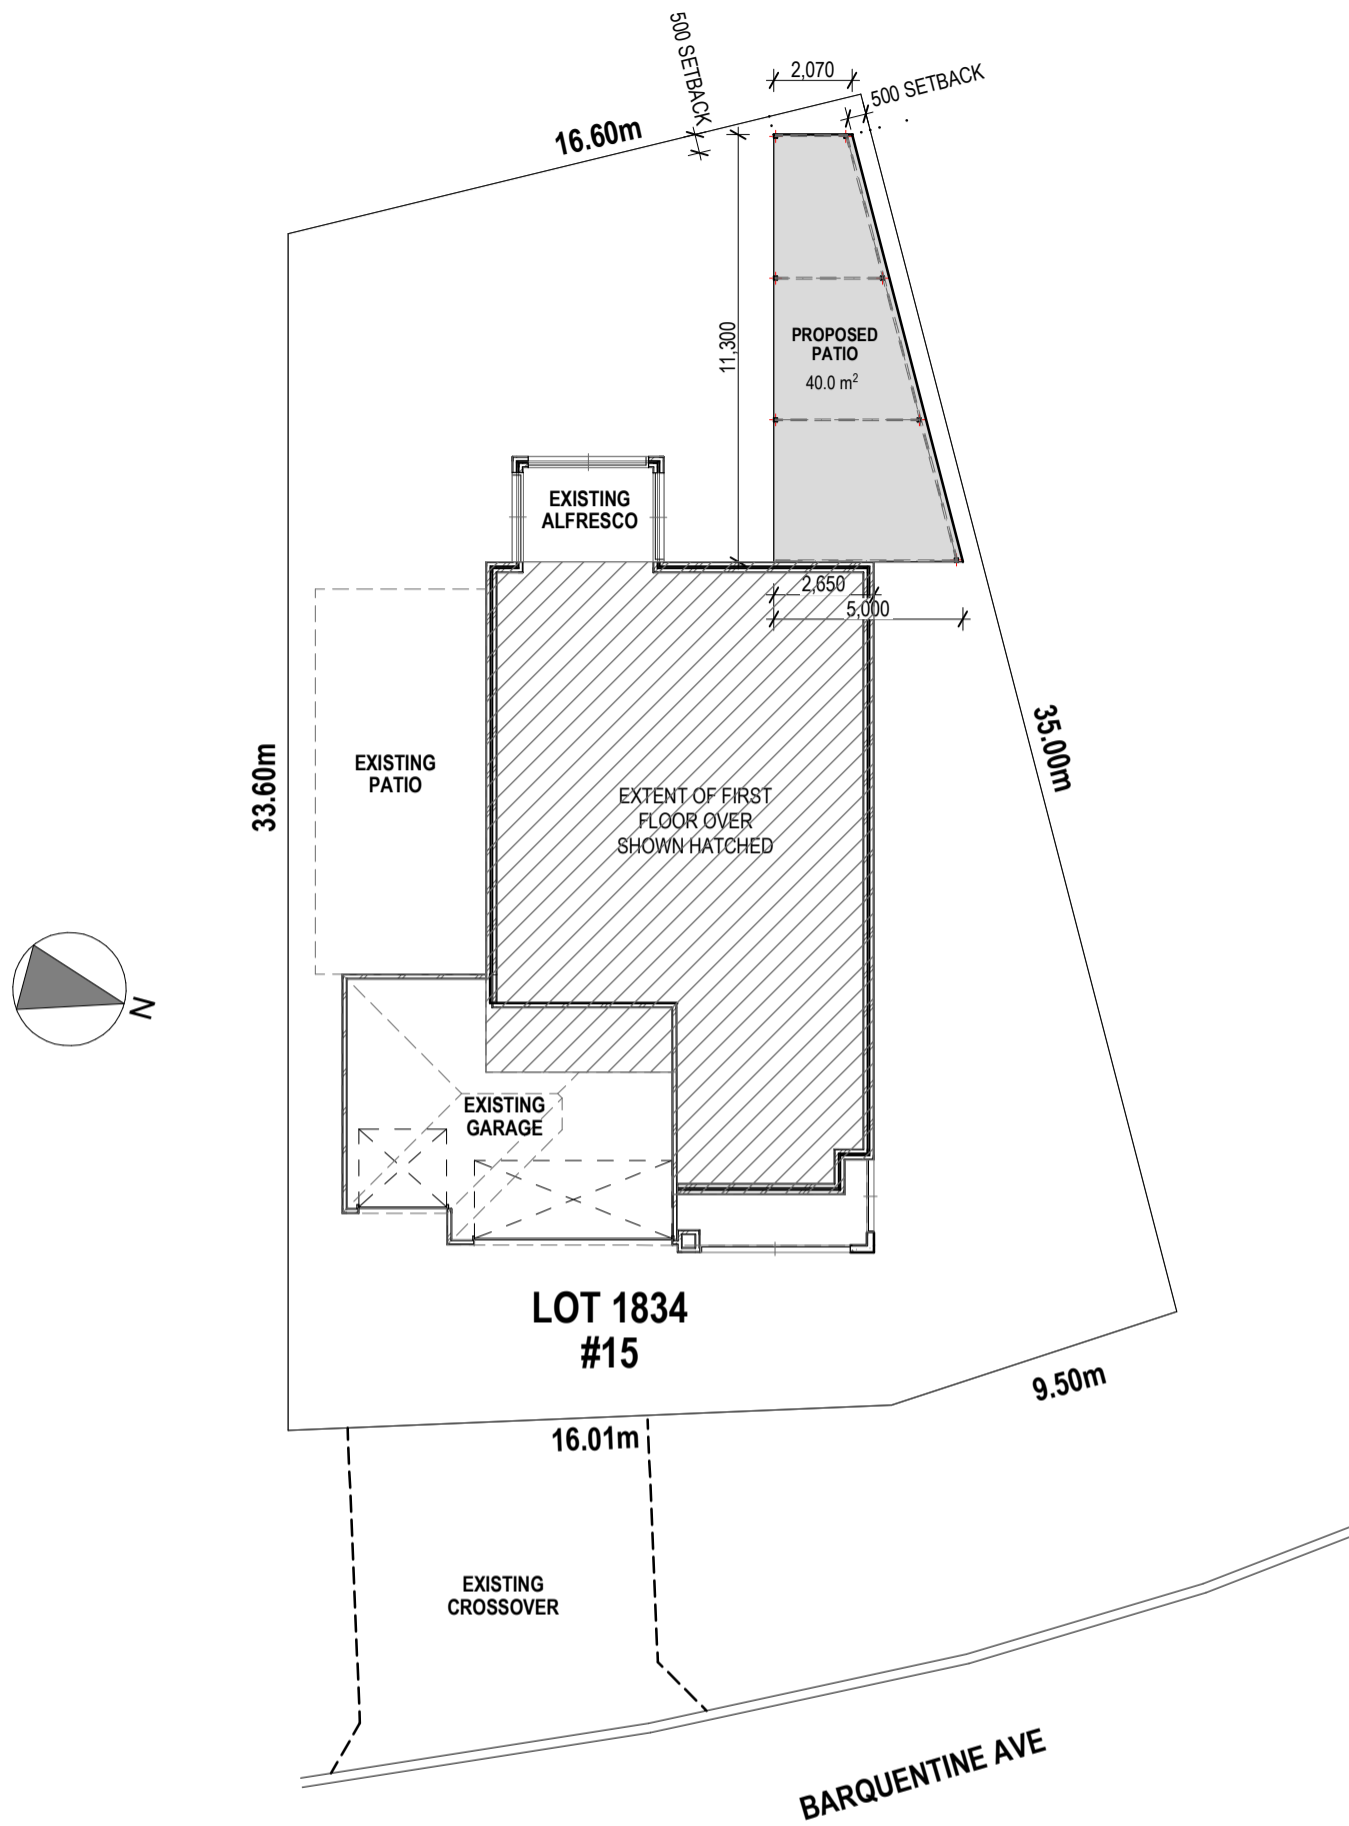 500 SETBACK
2,070
500 SETBACK
16.60m
11,300
PROPOSED
PATIO
40.0 m²
EXISTING
ALFRESCO
2,650
5,000
35.00m
33.60m
EXISTING
PATIO
EXTENT OF FIRST
FLOOR OVER
SHOWN HATCHED
N
EXISTING
GARAGE
LOT 1834
#15
9.50m
16.01m
EXISTING
CROSSOVER
BARQUENTINE AVE